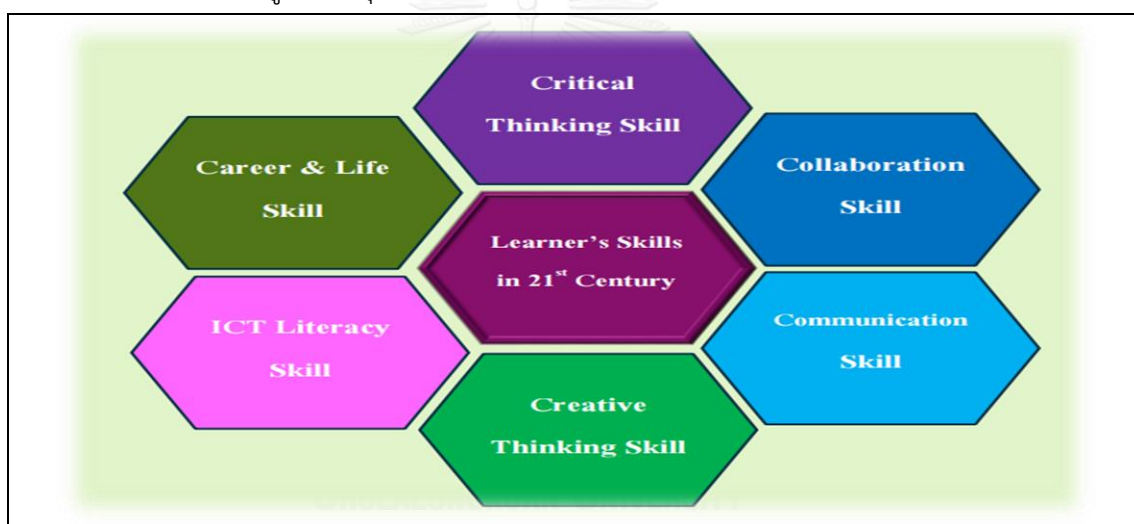 Critical
Thinking Skill
Career & Life
Skill
Collaboration
Skill
Learner's Skills
in 21st Century
ICT Literacy
Skill
Communication
Skill
Creative
Thinking Skill